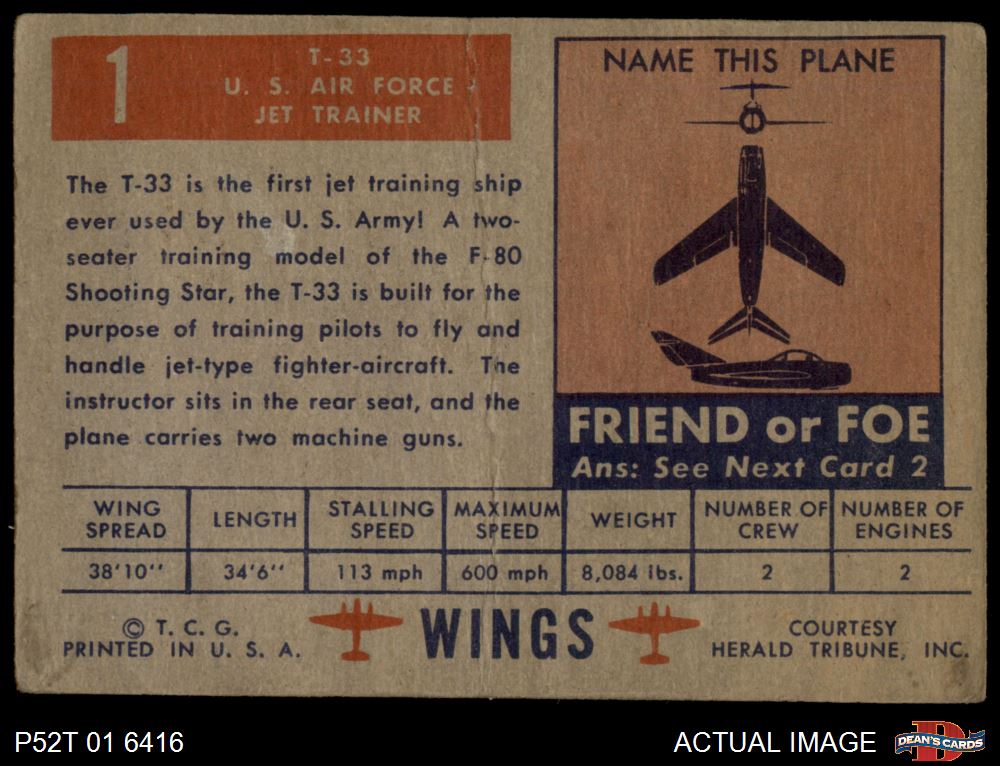 1
T-33
U. S. AIR FORCE
JET TRAINER
The T-33 is the first jet training ship
ever used by the U. S. Army! A two-
seater training model of the F-80
Shooting Star, the T-33 is built for the
purpose of training pilots to fly and
handle jet-type fighter-aircraft. The
instructor sits in the rear seat, and the
plane carries two machine guns.
NAME THIS PLANE
FRIEND or FOE
Ans: See Next Card 2
WING SPREAD
LENGTH
STALLING SPEED
MAXIMUM SPEED
WEIGHT
NUMBER OF CREW
NUMBER OF ENGINES
38'10''
34'6''
113 mph
600 mph
8,084 lbs.
2
2
© T. C. G.
PRINTED IN U. S. A.
WINGS
COURTESY
HERALD TRIBUNE, INC.
P52T 01 6416
ACTUAL IMAGE
DEAN'S CARDS